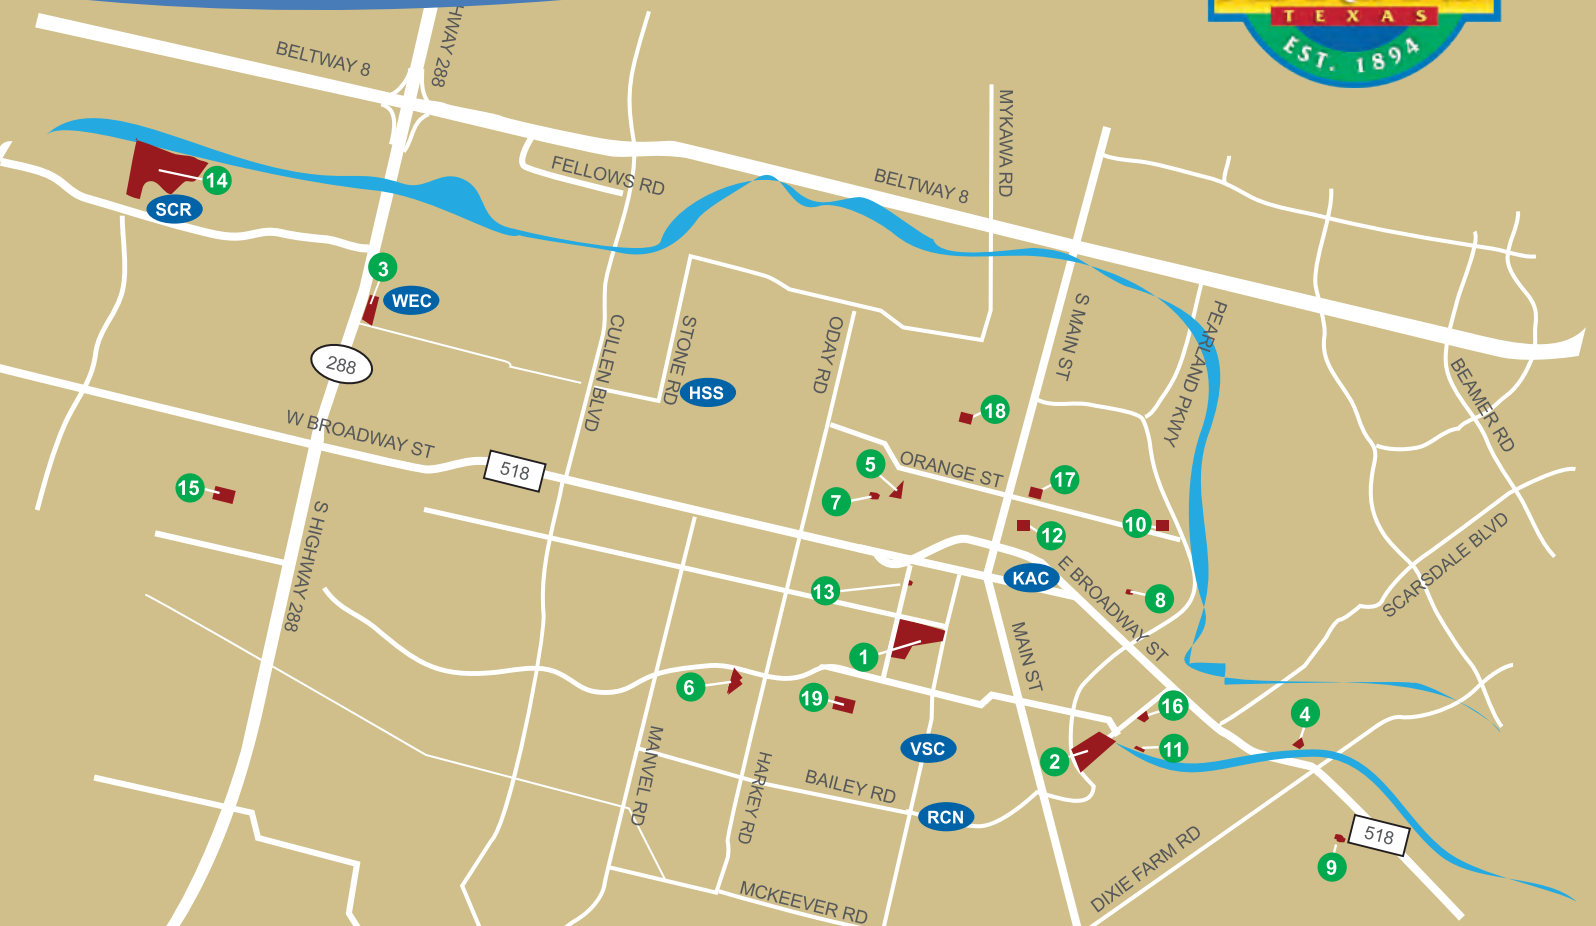 TEXAS
EST. 1894
HWAY 288
BELTWAY 8
MYKAWA RD
FELLOWS RD
BELTWAY 8
14
SCR
3
WEC
288
CULLEN BLVD
STONE RD
ODAY RD
S MAIN ST
PEARLAND PKWY
BEAMER RD
HSS
18
W BROADWAY ST
518
ORANGE ST
5
7
17
10
12
15
S HIGHWAY 288
KAC
E BROADWAY ST
SCARSDALE BLVD
13
8
1
MAIN ST
6
19
16
4
VSC
2
11
MANVEL RD
HARKEY RD
BAILEY RD
RCN
518
9
DIXIE FARM RD
MCKEEVER RD